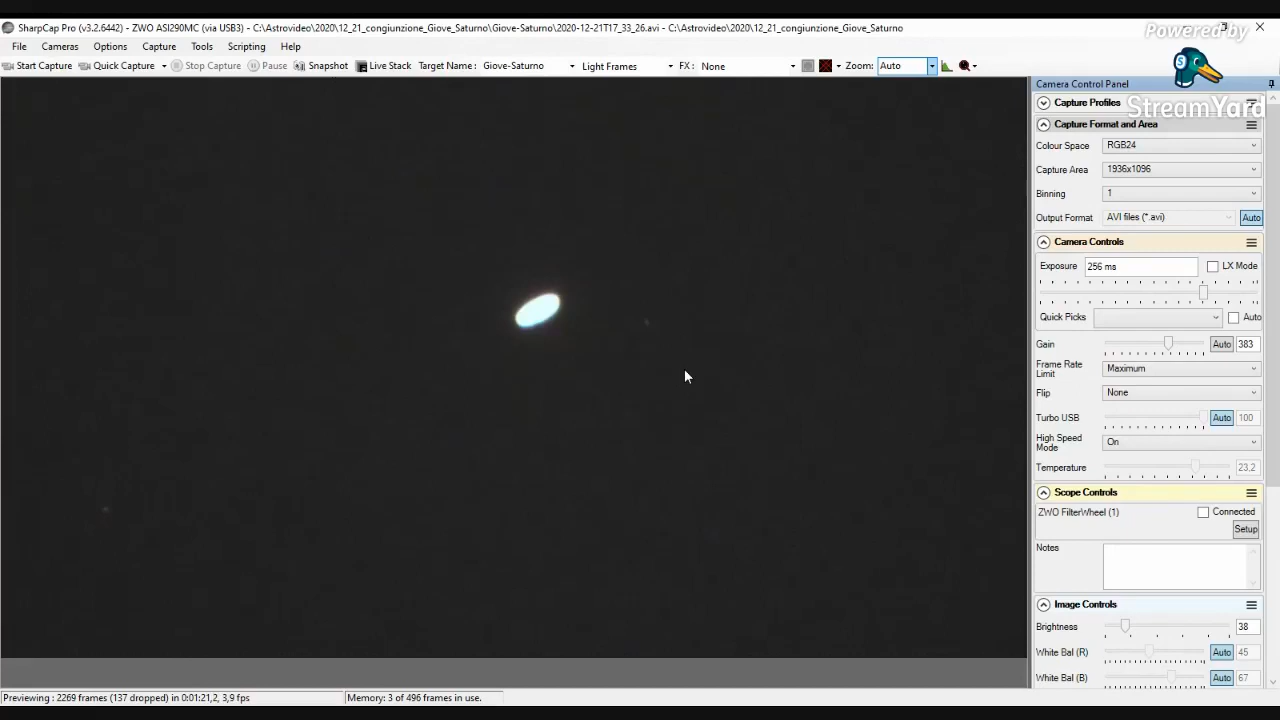 SharpCap Pro (v3.2.6442) - ZWO ASI290MC (via USB3) - C:\Astrovideo\2020\12_21_congiunzione_Giove_Saturno\Giove-Saturno\2020-12-21T17_33_26.avi - C:\Astrovideo\2020\12_21_congiunzione_Giove_Saturno
Powered by
File Cameras Options Capture Tools Scripting Help
Start Capture Quick Capture Stop Capture Pause Snapshot Live Stack Target Name: Giove-Saturno Light Frames FX: None Zoom: Auto
StreamYard
Camera Control Panel
Capture Profiles
Capture Format and Area
Colour Space RGB24
Capture Area 1936x1096
Binning 1
Output Format AVI files (*.avi) Auto
Camera Controls
Exposure 256 ms LX Mode
Quick Picks Auto
Gain Auto 383
Frame Rate Limit Maximum
Flip None
Turbo USB Auto 100
High Speed Mode On
Temperature 23,2
Scope Controls
ZWO FilterWheel (1) Connected
Setup
Notes
Image Controls
Brightness 38
White Bal (R) Auto 45
White Bal (B) Auto 67
Previewing : 2269 frames (137 dropped) in 0:01:21,2, 3,9 fps Memory: 3 of 496 frames in use.